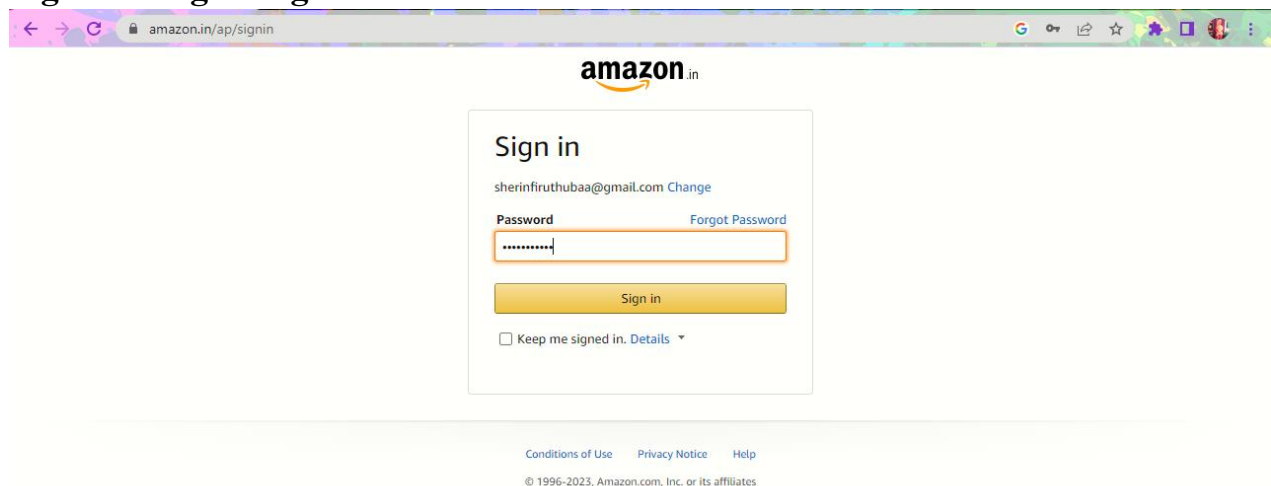 amazon.in/ap/signin
amazon.in
Sign in
sherinfiruthubaa@gmail.com Change
Password Forgot Password
•••••••••••
Sign in
Keep me signed in. Details
Conditions of Use Privacy Notice Help
© 1996-2023, Amazon.com, Inc. or its affiliates